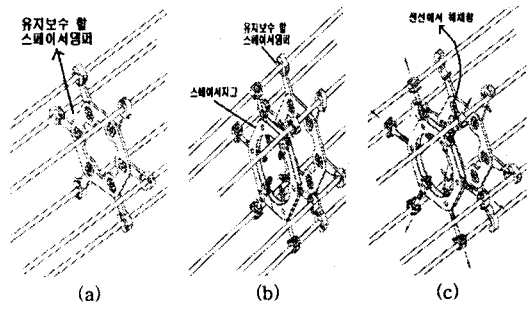 유지보수 할
스페이서댐퍼
유지보수 할
스페이서댐퍼
스페이서지그
전선에서 해체함
(a)
(b)
(c)